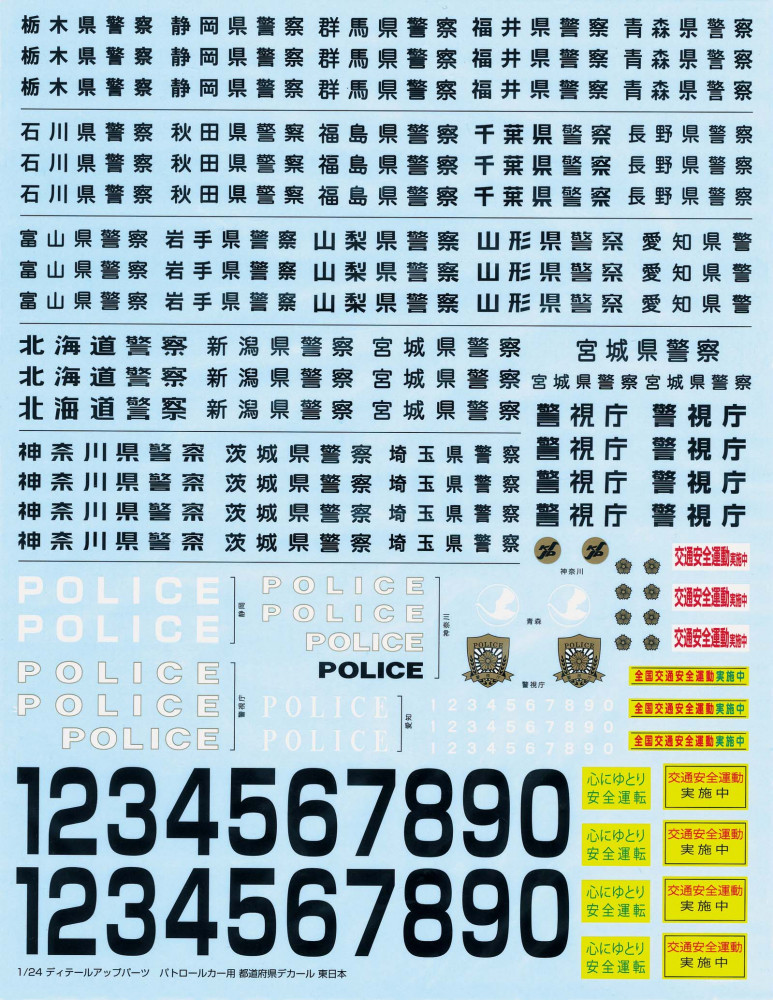 栃木県警察 静岡県警察 群馬県警察 福井県警察 青森県警察
栃木県警察 静岡県警察 群馬県警察 福井県警察 青森県警察
栃木県警察 静岡県警察 群馬県警察 福井県警察 青森県警察
石川県警察 秋田県警察 福島県警察 千葉県警察 長野県警察
石川県警察 秋田県警察 福島県警察 千葉県警察 長野県警察
石川県警察 秋田県警察 福島県警察 千葉県警察 長野県警察
富山県警察 岩手県警察 山梨県警察 山形県警察 愛知県警
富山県警察 岩手県警察 山梨県警察 山形県警察 愛知県警
富山県警察 岩手県警察 山梨県警察 山形県警察 愛知県警
北海道警察 新潟県警察 宮城県警察
北海道警察 新潟県警察 宮城県警察
北海道警察 新潟県警察 宮城県警察
宮城県警察
宮城県警察 宮城県警察
警視庁 警視庁
警視庁 警視庁
警視庁 警視庁
警視庁 警視庁
神奈川県警察 茨城県警察 埼玉県警察
神奈川県警察 茨城県警察 埼玉県警察
神奈川県警察 茨城県警察 埼玉県警察
神奈川県警察 茨城県警察 埼玉県警察
神奈川
POLICE
POLICE
静岡
POLICE
POLICE
POLICE
POLICE
神奈川
青森
POLICE POLICE
警視庁
交通安全運動実施中
交通安全運動実施中
交通安全運動実施中
全国交通安全運動実施中
全国交通安全運動実施中
全国交通安全運動実施中
POLICE
POLICE
POLICE
警視庁
POLICE
POLICE
愛知
1234567890
1234567890
1234567890
1234567890
1234567890
心にゆとり
安全運転
交通安全運動
実施中
心にゆとり
安全運転
交通安全運動
実施中
心にゆとり
安全運転
交通安全運動
実施中
心にゆとり
安全運転
交通安全運動
実施中
1/24 ディテールアップパーツ パトロールカー用 都道府県デカール 東日本